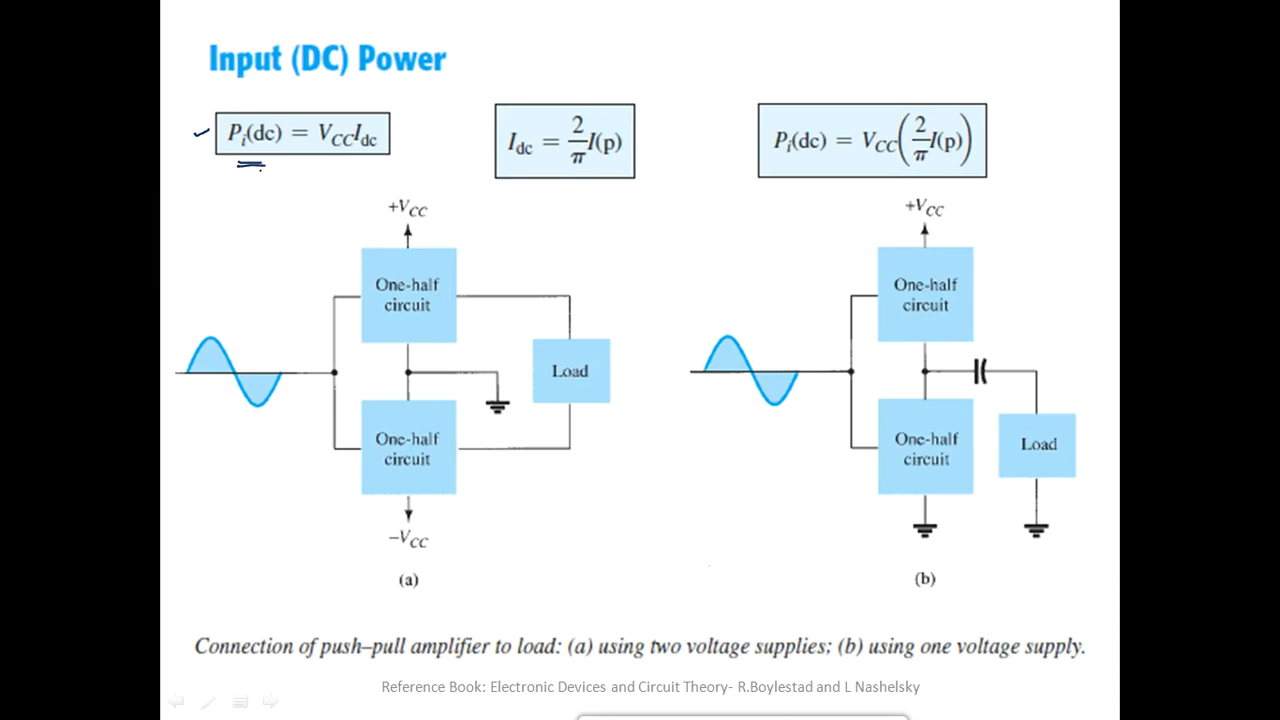 Input (DC) Power
Pᵢ(dc) = V_CC I_dc
I_dc = 2/π I(p)
Pᵢ(dc) = V_CC(2/π I(p))
+V_CC
One-half
circuit
Load
One-half
circuit
−V_CC
(a)
+V_CC
One-half
circuit
One-half
circuit
Load
(b)
Connection of push–pull amplifier to load: (a) using two voltage supplies; (b) using one voltage supply.
Reference Book: Electronic Devices and Circuit Theory- R.Boylestad and L Nashelsky